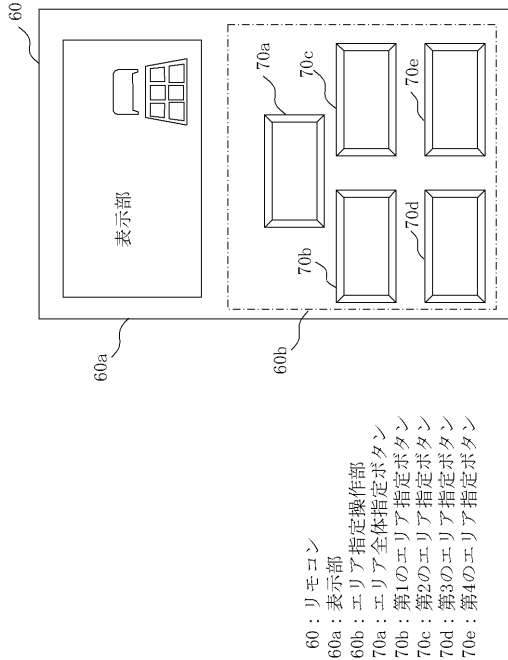 60
60a
表示部
60b
70a
70b
70c
70d
70e
60：リモコン
60a：表示部
60b：エリア指定操作部
70a：エリア全体指定ボタン
70b：第1のエリア指定ボタン
70c：第2のエリア指定ボタン
70d：第3のエリア指定ボタン
70e：第4のエリア指定ボタン